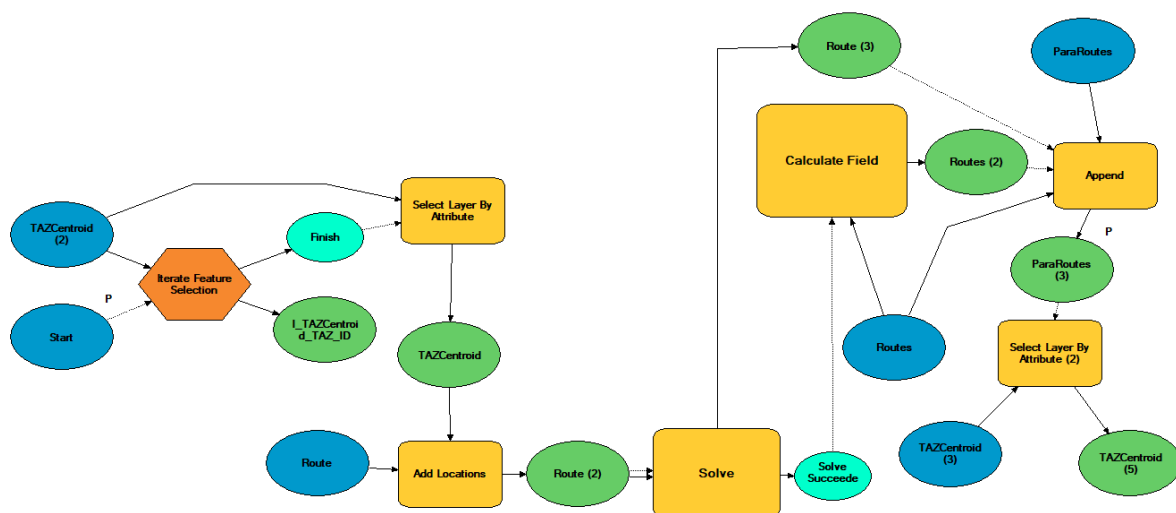 Route (3)
ParaRoutes
Calculate Field
Routes (2)
Append
P
Select Layer By
Attribute
TAZCentroid
(2)
Finish
Iterate Feature
Selection
P
Start
I_TAZCentroi
d_TAZ_ID
TAZCentroid
ParaRoutes
(3)
Routes
Select Layer By
Attribute (2)
Route
Add Locations
Route (2)
Solve
Solve
Succeede
TAZCentroid
(3)
TAZCentroid
(5)